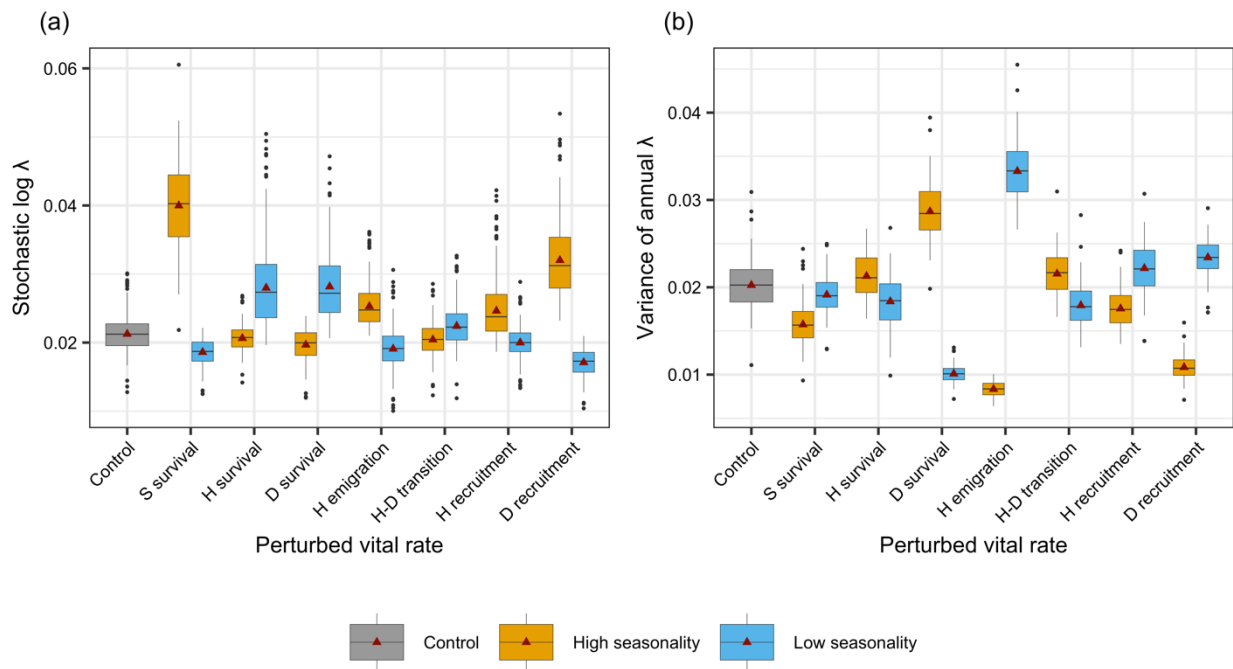 (a)
Stochastic log λ
0.06
0.04
0.02
Control
S survival
H survival
D survival
H emigration
H-D transition
H recruitment
D recruitment
Perturbed vital rate
(b)
Variance of annual λ
0.04
0.03
0.02
0.01
Control
S survival
H survival
D survival
H emigration
H-D transition
H recruitment
D recruitment
Perturbed vital rate
Control
High seasonality
Low seasonality